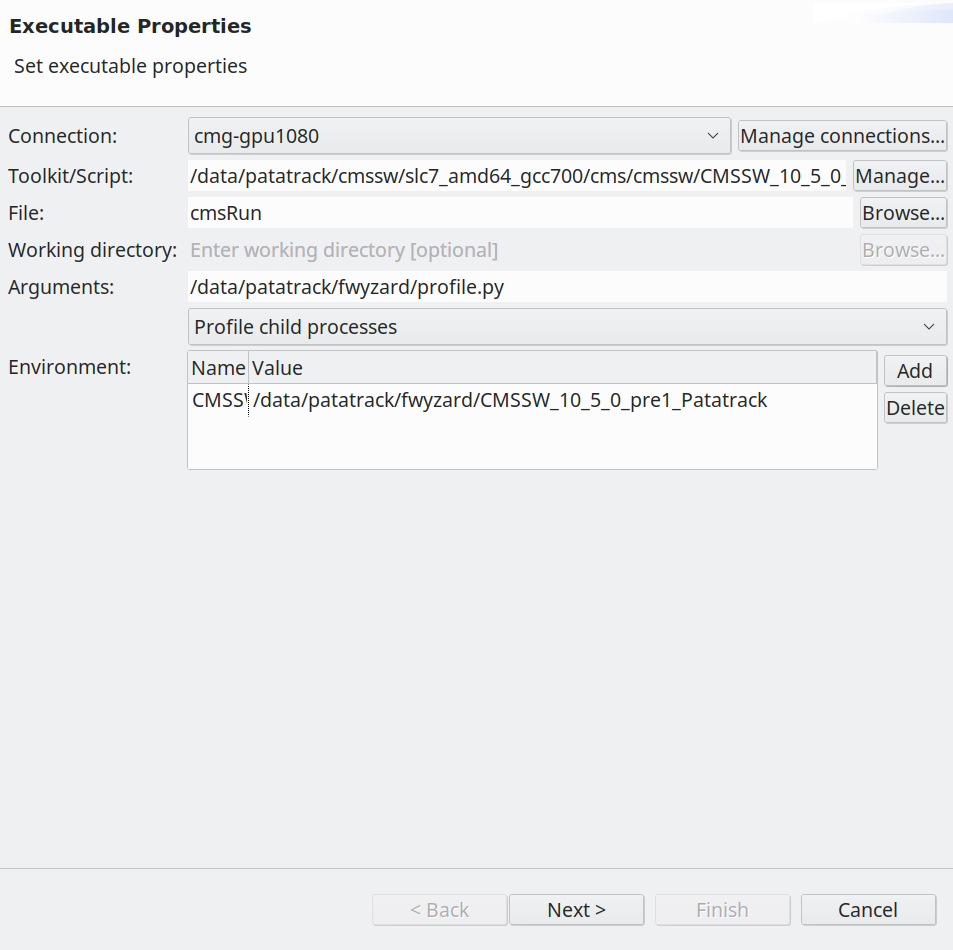 Executable Properties
Set executable properties
Connection: cmg-gpu1080 Manage connections...
Toolkit/Script: /data/patatrack/cmssw/slc7_amd64_gcc700/cms/cmssw/CMSSW_10_5_0_ Manage...
File: cmsRun Browse...
Working directory: Enter working directory [optional] Browse...
Arguments: /data/patatrack/fwyzard/profile.py
Profile child processes
Environment: Name Value Add
CMSS /data/patatrack/fwyzard/CMSSW_10_5_0_pre1_Patatrack Delete
< Back Next > Finish Cancel